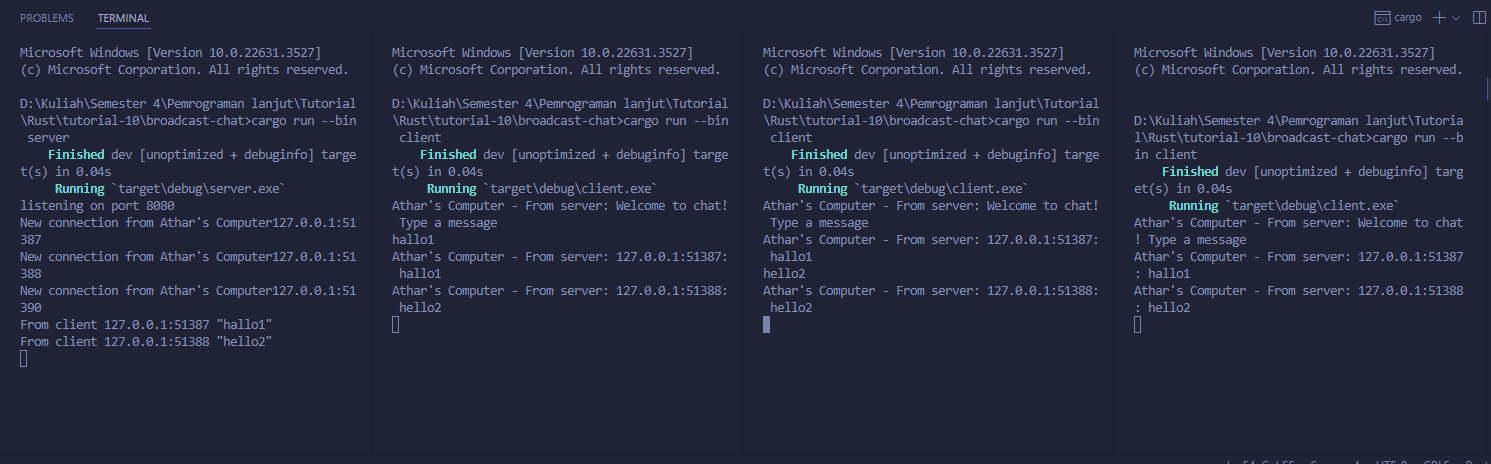 PROBLEMS TERMINAL cargo
Microsoft Windows [Version 10.0.22631.3527]
(c) Microsoft Corporation. All rights reserved.
D:\Kuliah\Semester 4\Pemrograman lanjut\Tutorial
\Rust\tutorial-10\broadcast-chat>cargo run --bin
server
Finished dev [unoptimized + debuginfo] targe
t(s) in 0.04s
Running `target\debug\server.exe`
listening on port 8080
New connection from Athar's Computer127.0.0.1:51
387
New connection from Athar's Computer127.0.0.1:51
388
New connection from Athar's Computer127.0.0.1:51
390
From client 127.0.0.1:51387 "hallo1"
From client 127.0.0.1:51388 "hello2"
Microsoft Windows [Version 10.0.22631.3527]
(c) Microsoft Corporation. All rights reserved.
D:\Kuliah\Semester 4\Pemrograman lanjut\Tutorial
\Rust\tutorial-10\broadcast-chat>cargo run --bin
client
Finished dev [unoptimized + debuginfo] targe
t(s) in 0.04s
Running `target\debug\client.exe`
Athar's Computer - From server: Welcome to chat!
Type a message
hallo1
Athar's Computer - From server: 127.0.0.1:51387:
hallo1
Athar's Computer - From server: 127.0.0.1:51388:
hello2
Microsoft Windows [Version 10.0.22631.3527]
(c) Microsoft Corporation. All rights reserved.
D:\Kuliah\Semester 4\Pemrograman lanjut\Tutorial
\Rust\tutorial-10\broadcast-chat>cargo run --bin
client
Finished dev [unoptimized + debuginfo] targe
t(s) in 0.04s
Running `target\debug\client.exe`
Athar's Computer - From server: Welcome to chat!
Type a message
Athar's Computer - From server: 127.0.0.1:51387:
hallo1
hello2
Athar's Computer - From server: 127.0.0.1:51388:
hello2
Microsoft Windows [Version 10.0.22631.3527]
(c) Microsoft Corporation. All rights reserved.
D:\Kuliah\Semester 4\Pemrograman lanjut\Tutoria
l\Rust\tutorial-10\broadcast-chat>cargo run --b
in client
Finished dev [unoptimized + debuginfo] targ
et(s) in 0.04s
Running `target\debug\client.exe`
Athar's Computer - From server: Welcome to chat
! Type a message
Athar's Computer - From server: 127.0.0.1:51387
: hallo1
Athar's Computer - From server: 127.0.0.1:51388
: hello2